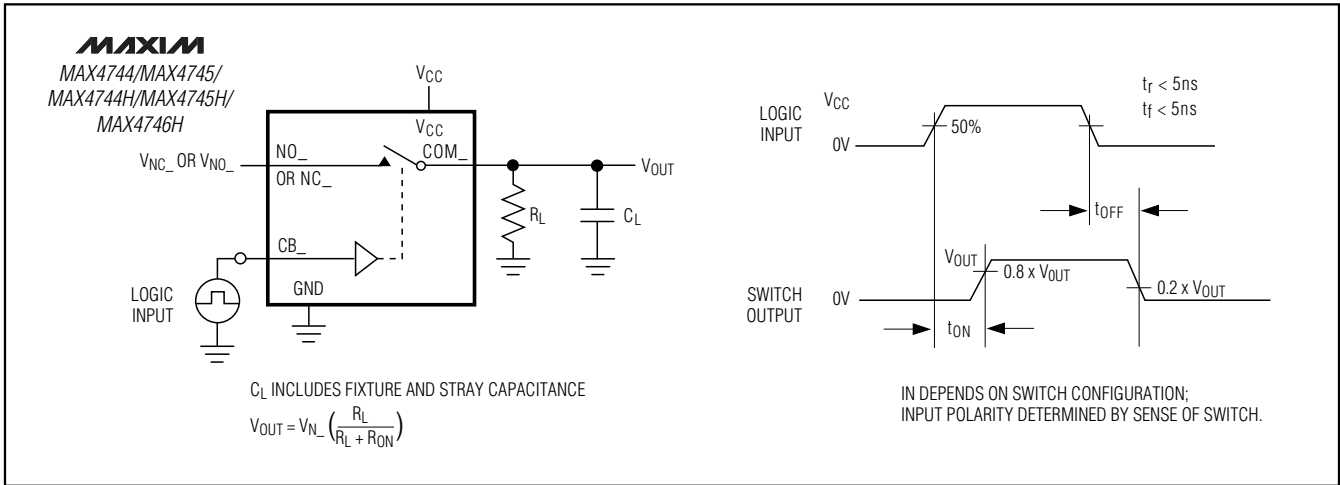 MAXIM
MAX4744/MAX4745/
MAX4744H/MAX4745H/
MAX4746H
VCC
VCC
VNC_ OR VNO_
NO_
OR NC_
COM_
VOUT
RL
CL
CB_
GND
LOGIC
INPUT
CL INCLUDES FIXTURE AND STRAY CAPACITANCE
VOUT = VN_ (RL / RL + RON)
LOGIC
INPUT
VCC
0V
50%
tr < 5ns
tf < 5ns
tOFF
SWITCH
OUTPUT
VOUT
0V
0.8 x VOUT
0.2 x VOUT
tON
IN DEPENDS ON SWITCH CONFIGURATION;
INPUT POLARITY DETERMINED BY SENSE OF SWITCH.